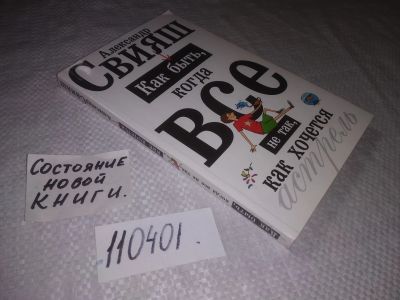 Александр
СВИЯШ
Как быть,
когда
ВСЕ
не так,
как хочется
астрель
Состояние
новой
КНИГИ.
110401.